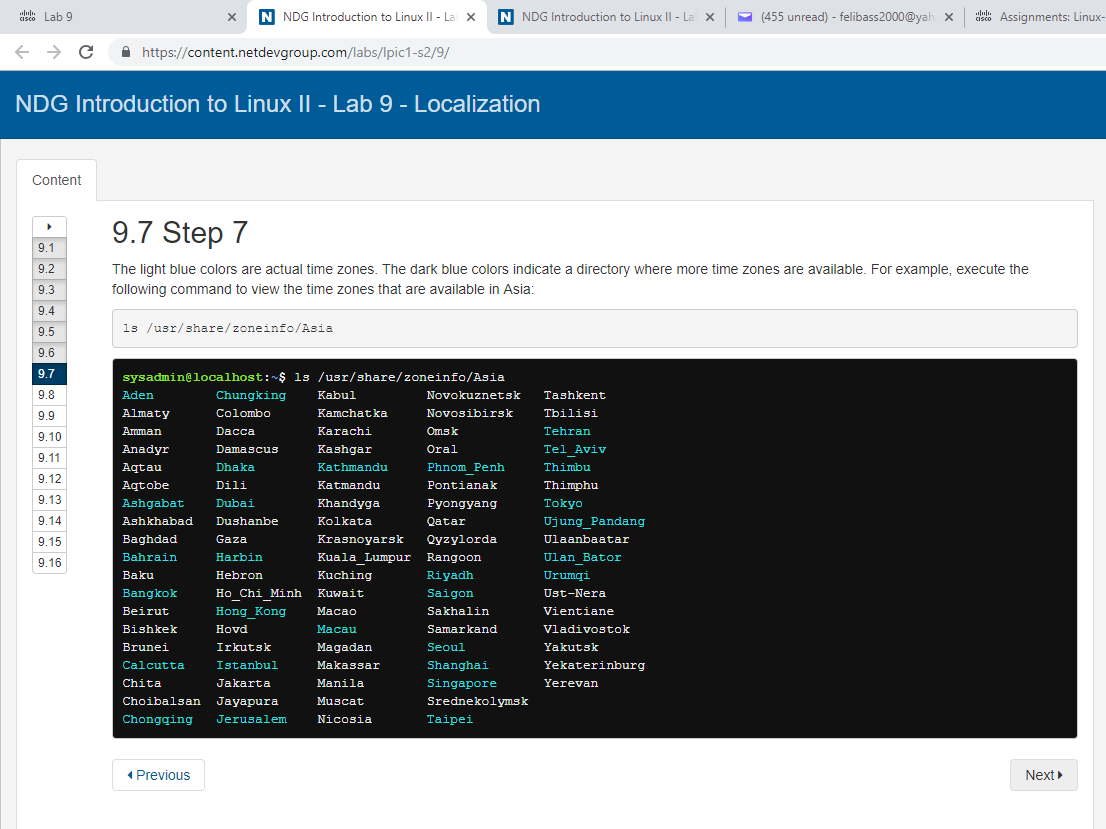 Lab 9
NDG Introduction to Linux II - La
NDG Introduction to Linux II - La
(455 unread) - felibass2000@yah
Assignments: Linux-
https://content.netdevgroup.com/labs/lpic1-s2/9/
NDG Introduction to Linux II - Lab 9 - Localization
Content
9.1
9.2
9.3
9.4
9.5
9.6
9.7
9.8
9.9
9.10
9.11
9.12
9.13
9.14
9.15
9.16
9.7 Step 7
The light blue colors are actual time zones. The dark blue colors indicate a directory where more time zones are available. For example, execute the
following command to view the time zones that are available in Asia:
ls /usr/share/zoneinfo/Asia
sysadmin@localhost:~$ ls /usr/share/zoneinfo/Asia
Aden Chungking Kabul Novokuznetsk Tashkent
Almaty Colombo Kamchatka Novosibirsk Tbilisi
Amman Dacca Karachi Omsk Tehran
Anadyr Damascus Kashgar Oral Tel_Aviv
Aqtau Dhaka Kathmandu Phnom_Penh Thimbu
Aqtobe Dili Katmandu Pontianak Thimphu
Ashgabat Dubai Khandyga Pyongyang Tokyo
Ashkhabad Dushanbe Kolkata Qatar Ujung_Pandang
Baghdad Gaza Krasnoyarsk Qyzylorda Ulaanbaatar
Bahrain Harbin Kuala_Lumpur Rangoon Ulan_Bator
Baku Hebron Kuching Riyadh Urumqi
Bangkok Ho_Chi_Minh Kuwait Saigon Ust-Nera
Beirut Hong_Kong Macao Sakhalin Vientiane
Bishkek Hovd Macau Samarkand Vladivostok
Brunei Irkutsk Magadan Seoul Yakutsk
Calcutta Istanbul Makassar Shanghai Yekaterinburg
Chita Jakarta Manila Singapore Yerevan
Choibalsan Jayapura Muscat Srednekolymsk
Chongqing Jerusalem Nicosia Taipei
Previous
Next